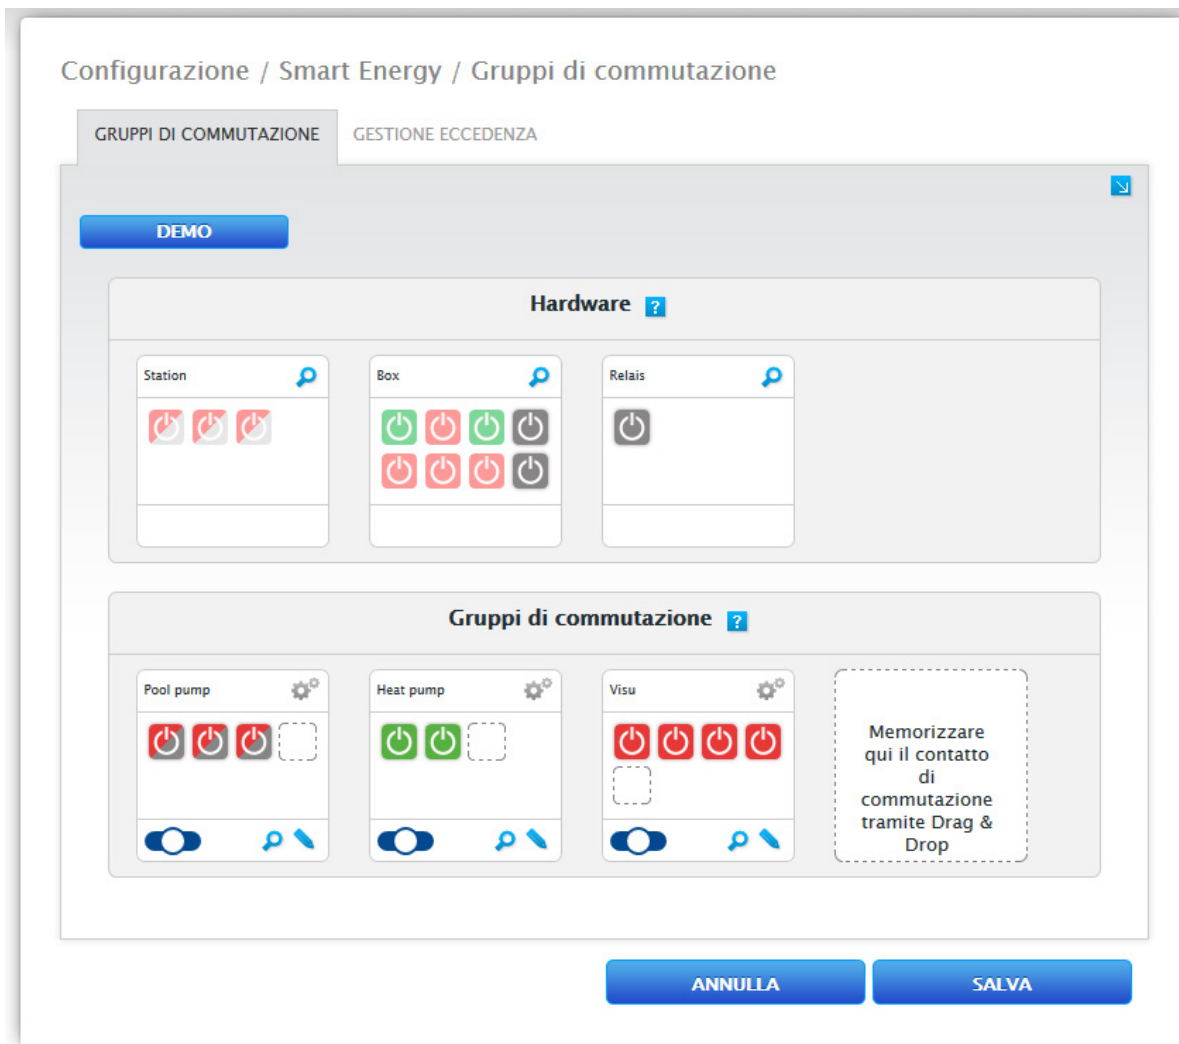 Configurazione / Smart Energy / Gruppi di commutazione
GRUPPI DI COMMUTAZIONE
GESTIONE ECCEDENZA
DEMO
Hardware ?
Station
Box
Relais
Gruppi di commutazione ?
Pool pump
Heat pump
Visu
Memorizzare
qui il contatto
di
commutazione
tramite Drag &
Drop
ANNULLA
SALVA